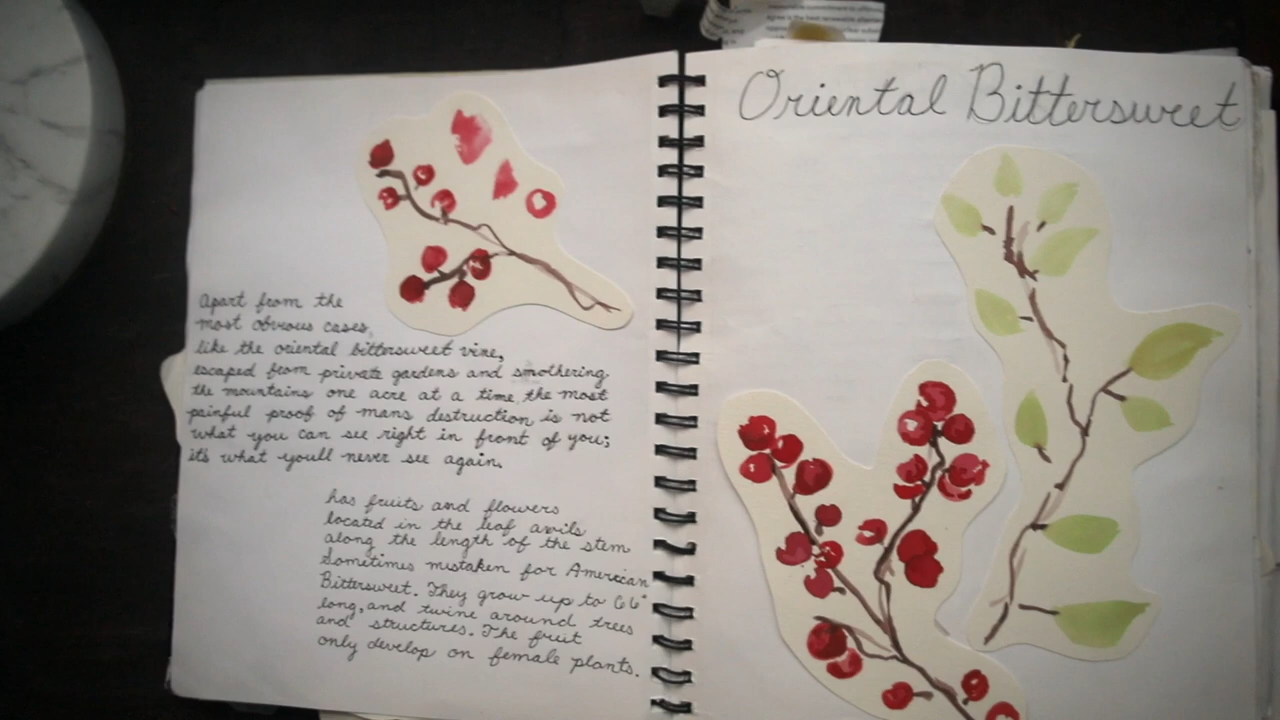 Oriental Bittersweet
Apart from the
most obvious cases,
like the oriental bittersweet vine,
escaped from private gardens and smothering
the mountains one acre at a time, the most
painful proof of mans destruction is not
what you can see right in front of you;
it's what youll never see again.
has fruits and flowers
located in the leaf axils
along the length of the stem
Sometimes mistaken for American
Bittersweet. They grow up to 66"
long, and twine around trees
and structures. The fruit
only develop on female plants.